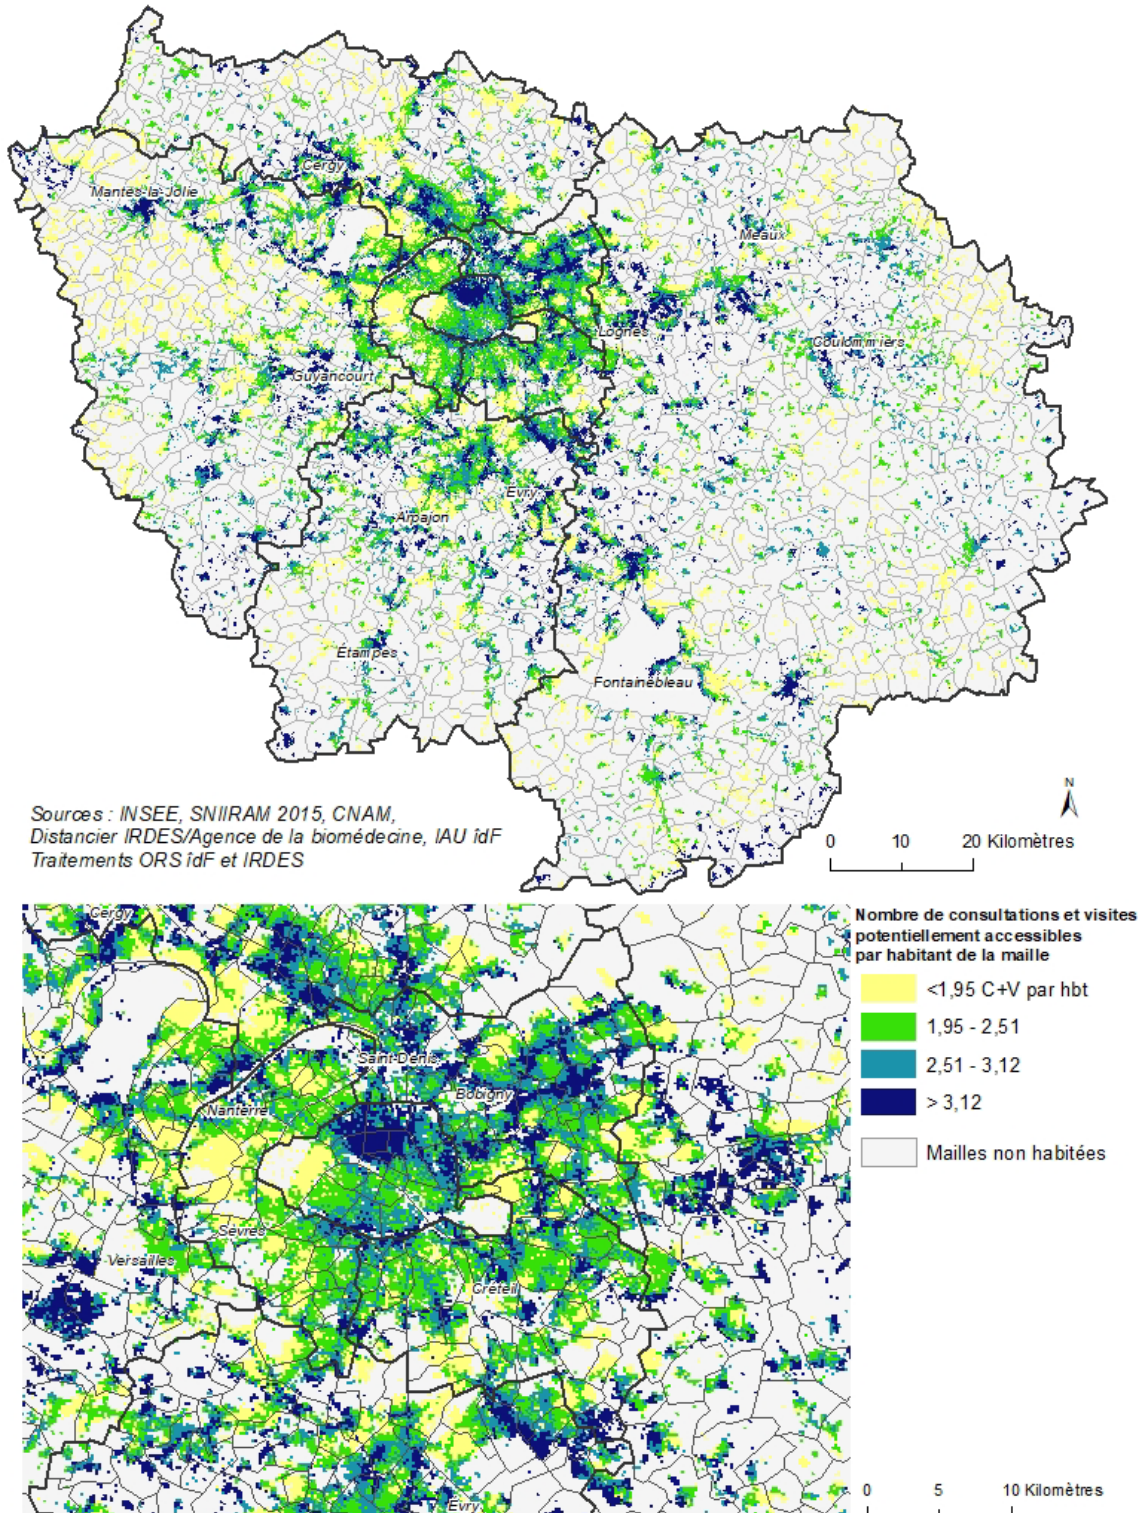 Cergy
Mantes-la-Jolie
Meaux
Lognes
Coulommiers
Guyancourt
Evry
Arpajon
Étampes
Fontainebleau
Sources : INSEE, SNIIRAM 2015, CNAM,
Distancier IRDES/Agence de la biomédecine, IAU îdF
Traitements ORS îdF et IRDES
N
0 10 20 Kilomètres
Cergy
Saint-Denis
Bobigny
Nanterre
Sèvres
Versailles
Créteil
Évry
Nombre de consultations et visites
potentiellement accessibles
par habitant de la maille
<1,95 C+V par hbt
1,95 - 2,51
2,51 - 3,12
> 3,12
Mailles non habitées
0 5 10 Kilomètres